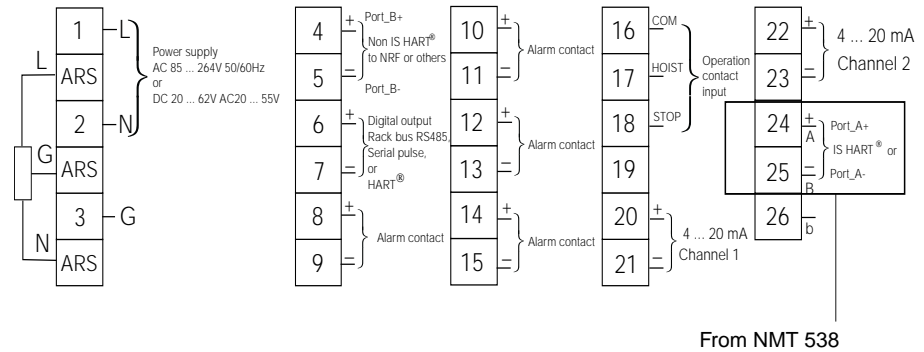 1
L
ARS
2
N
ARS
3
G
ARS
L
G
N
Power supply
AC 85 ... 264V 50/60Hz
or
DC 20 ... 62V AC20 ... 55V
4
+
5
−
6
+
7
−
8
+
9
−
Port_B+
Non IS HART®
to NRF or others
Port_B-
Digital output
Rack bus RS485,
Serial pulse,
or
HART®
Alarm contact
10
+
11
−
12
+
13
−
14
+
15
−
Alarm contact
Alarm contact
Alarm contact
16
COM
17
HOIST
18
STOP
19
20
+
21
−
Operation
contact
input
4 ... 20 mA
Channel 1
22
+
23
−
24
+
A
25
−
B
26
b
4 ... 20 mA
Channel 2
Port_A+
IS HART ® or
Port_A-
From NMT 538